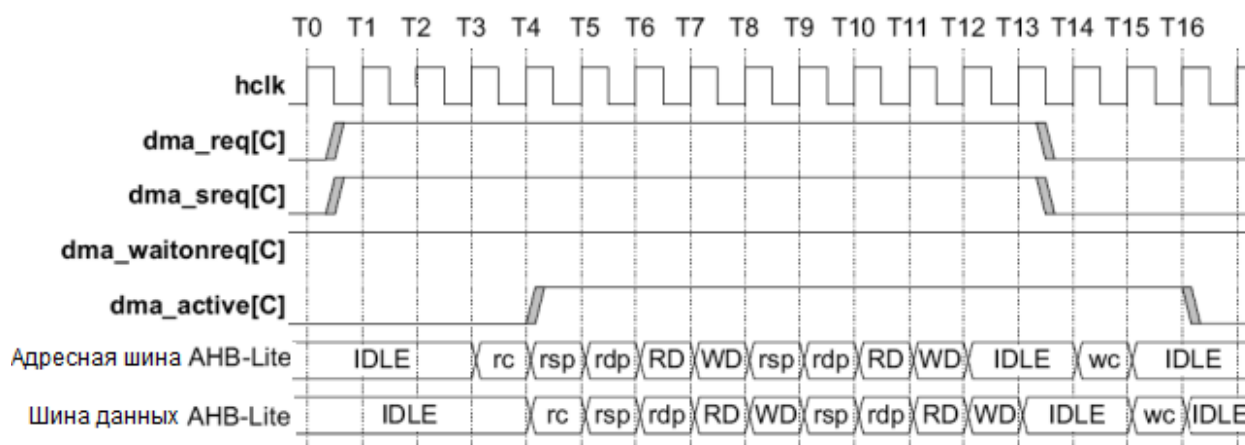 T0 T1 T2 T3 T4 T5 T6 T7 T8 T9 T10 T11 T12 T13 T14 T15 T16
hclk
dma_req[C]
dma_sreq[C]
dma_waitonreq[C]
dma_active[C]
Адресная шина AHB-Lite IDLE rc rsp rdp RD WD rsp rdp RD WD IDLE wc IDLE
Шина данных AHB-Lite IDLE rc rsp rdp RD WD rsp rdp RD WD IDLE wc IDLE